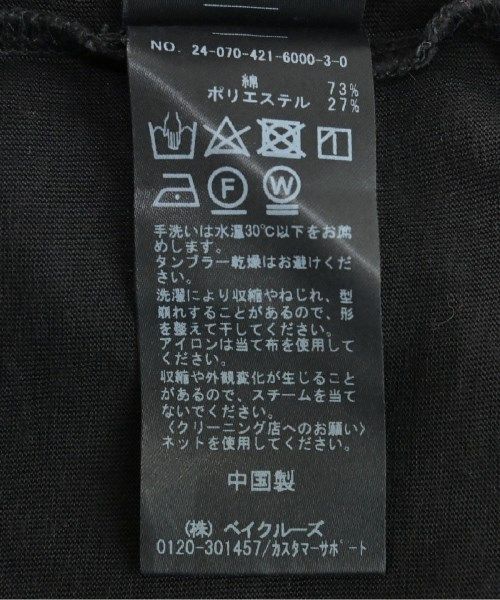 NO. 24-070-421-6000-3-0
綿 73%
ポリエステル 27%
F W
手洗いは水温30℃以下をお薦
めします。
タンブラー乾燥はお避けくだ
さい。
洗濯により収縮やねじれ、型
崩れすることがあるので、形
を整えて干してください。
アイロンは当て布を使用して
ください。
収縮や外観変化が生じること
があるので、スチームを当て
ないでください。
〈クリーニング店へのお願い〉
ネットを使用してください。
中国製
(株) ベイクルーズ
0120-301457/カスタマーサポート